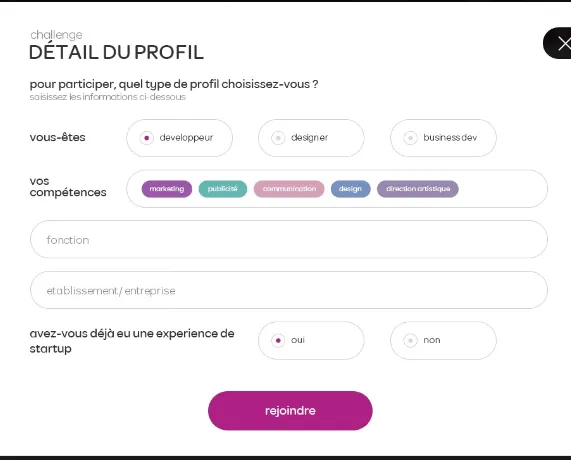 challenge
DÉTAIL DU PROFIL
pour participer, quel type de profil choisissez-vous ?
saisissez les informations ci-dessous
vous-êtes
developpeur
designer
business dev
vos
compétences
marketing
publicité
communication
design
direction artistique
fonction
etablissement/ entreprise
avez-vous déjà eu une experience de
startup
oui
non
rejoindre